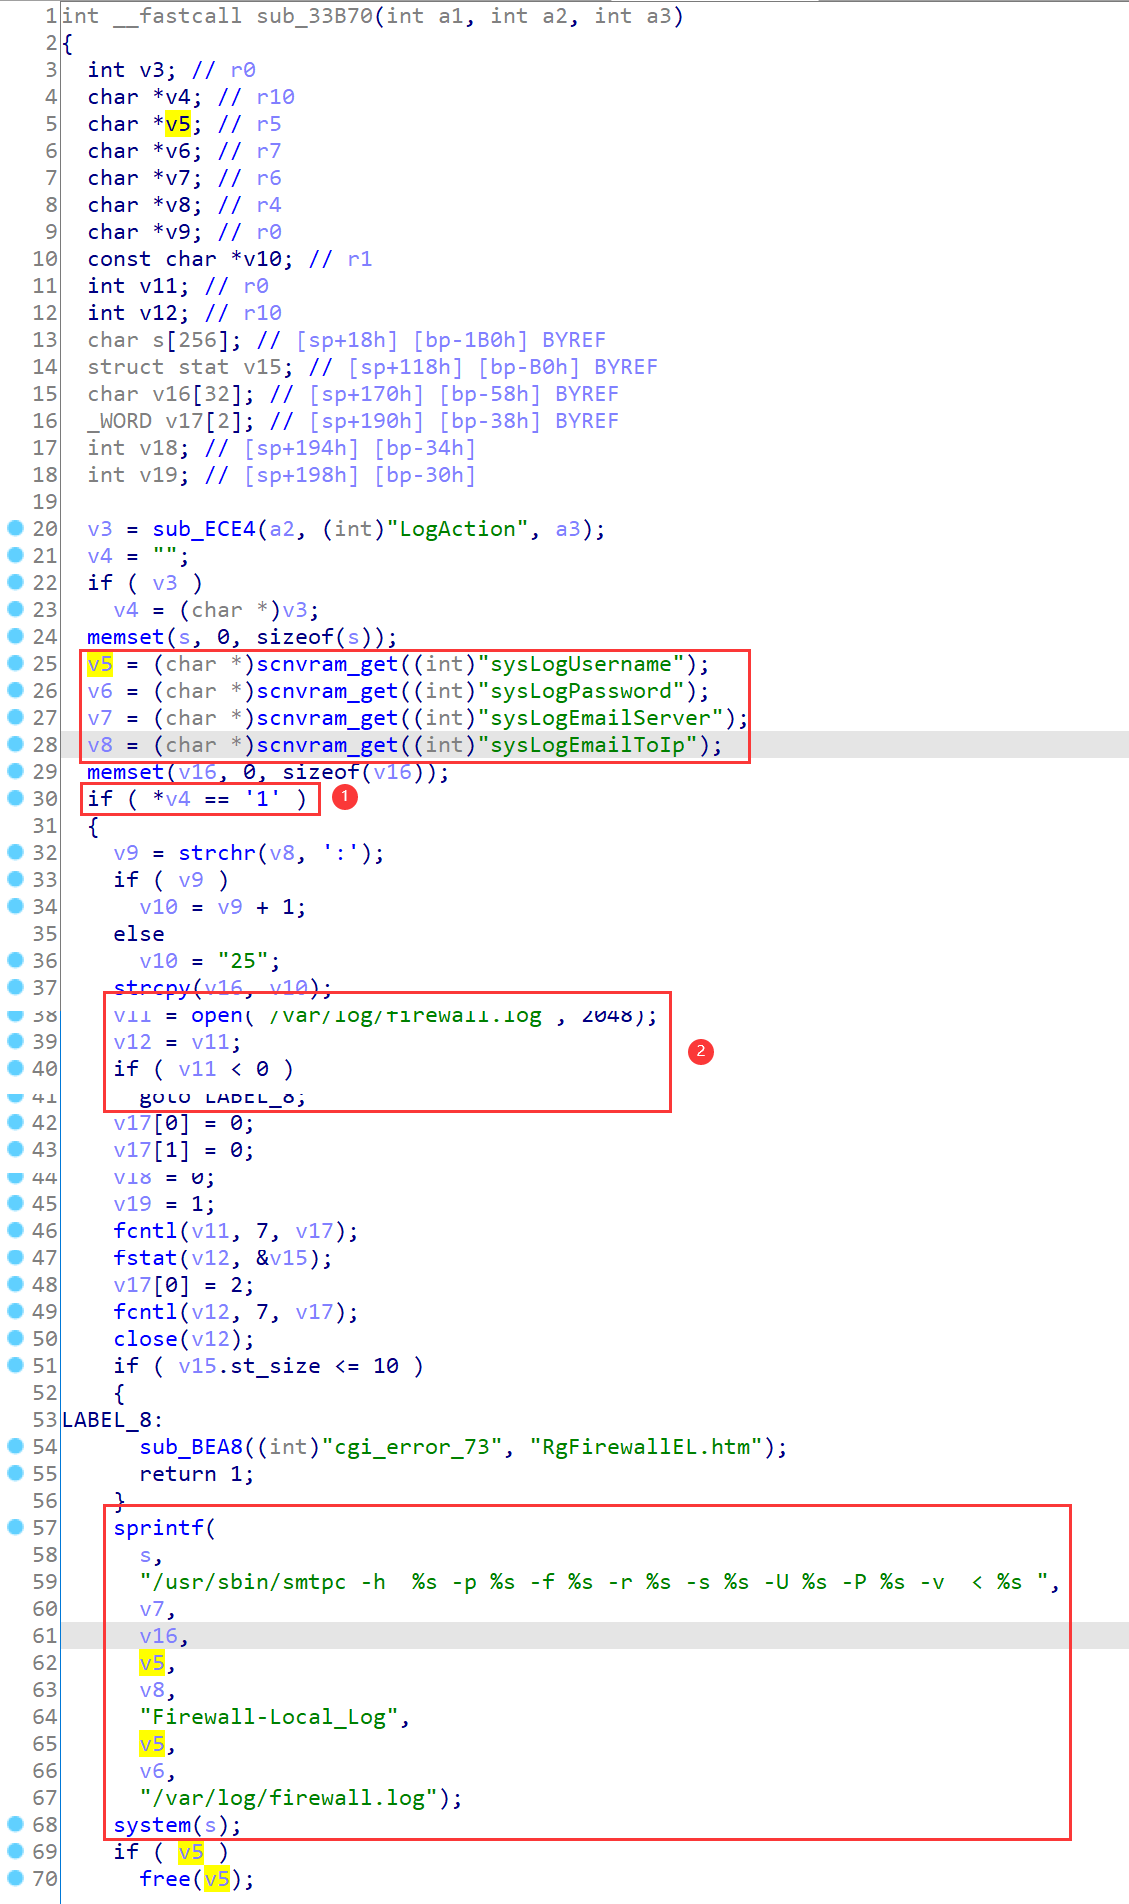 1 int __fastcall sub_33B70(int a1, int a2, int a3)
2 {
3 int v3; // r0
4 char *v4; // r10
5 char *v5; // r5
6 char *v6; // r7
7 char *v7; // r6
8 char *v8; // r4
9 char *v9; // r0
10 const char *v10; // r1
11 int v11; // r0
12 int v12; // r10
13 char s[256]; // [sp+18h] [bp-1B0h] BYREF
14 struct stat v15; // [sp+118h] [bp-B0h] BYREF
15 char v16[32]; // [sp+170h] [bp-58h] BYREF
16 _WORD v17[2]; // [sp+190h] [bp-38h] BYREF
17 int v18; // [sp+194h] [bp-34h]
18 int v19; // [sp+198h] [bp-30h]
19
20 v3 = sub_ECE4(a2, (int)"LogAction", a3);
21 v4 = "";
22 if ( v3 )
23 v4 = (char *)v3;
24 memset(s, 0, sizeof(s));
25 v5 = (char *)scnvram_get((int)"sysLogUsername");
26 v6 = (char *)scnvram_get((int)"sysLogPassword");
27 v7 = (char *)scnvram_get((int)"sysLogEmailServer");
28 v8 = (char *)scnvram_get((int)"sysLogEmailToIp");
29 memset(v16, 0, sizeof(v16));
30 if ( *v4 == '1' ) 1
31 {
32 v9 = strchr(v8, ':');
33 if ( v9 )
34 v10 = v9 + 1;
35 else
36 v10 = "25";
37 strcpy(v16, v10);
38 v11 = open("/var/log/firewall.log", 2048);
39 v12 = v11;
40 if ( v11 < 0 ) 2
41 goto LABEL_8;
42 v17[0] = 0;
43 v17[1] = 0;
44 v18 = 0;
45 v19 = 1;
46 fcntl(v11, 7, v17);
47 fstat(v12, &v15);
48 v17[0] = 2;
49 fcntl(v12, 7, v17);
50 close(v12);
51 if ( v15.st_size <= 10 )
52 {
53 LABEL_8:
54 sub_BEA8((int)"cgi_error_73", "RgFirewallEL.htm");
55 return 1;
56 }
57 sprintf(
58 s,
59 "/usr/sbin/smtpc -h  %s -p %s -f %s -r %s -s %s -U %s -P %s -v  < %s ",
60 v7,
61 v16,
62 v5,
63 v8,
64 "Firewall-Local_Log",
65 v5,
66 v6,
67 "/var/log/firewall.log");
68 system(s);
69 if ( v5 )
70 free(v5);